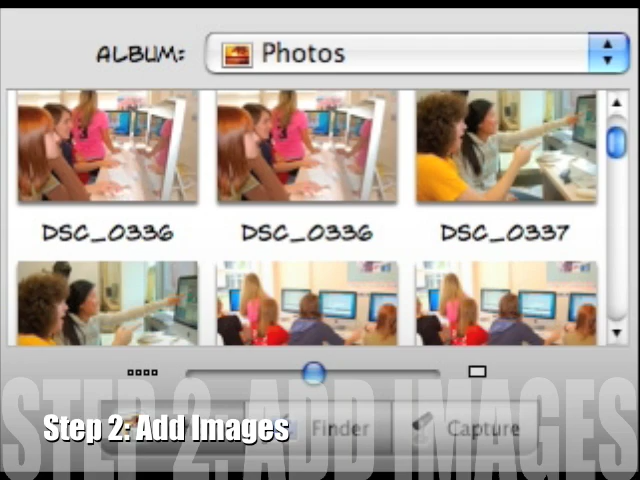 ALBUM: Photos
DSC_0336 DSC_0336 DSC_0337
Finder Capture
Step 2: Add Images
STEP 2: ADD IMAGES